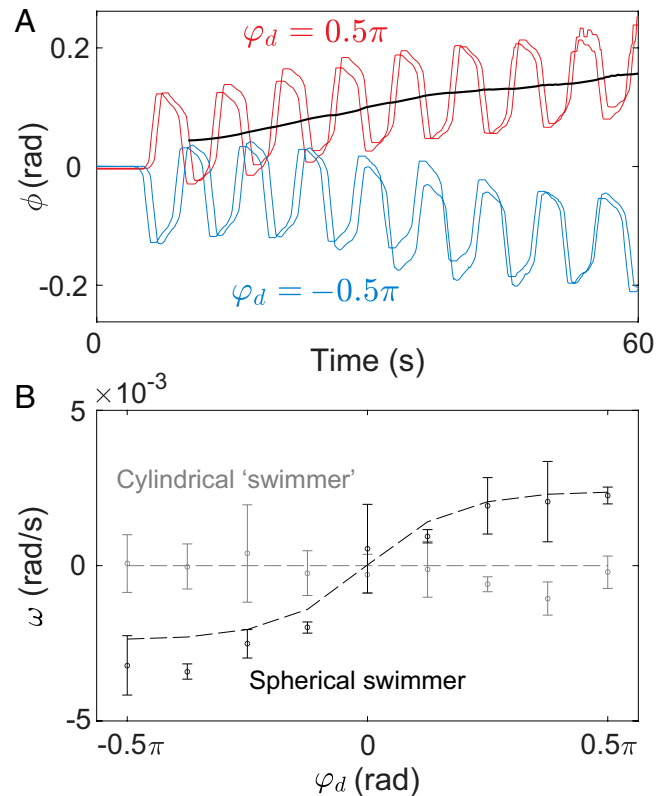 A
φ_d = 0.5π
0.2
0
-0.2
ϕ (rad)
φ_d = −0.5π
0
60
Time (s)
B
×10⁻³
5
Cylindrical ‘swimmer’
0
ω (rad/s)
Spherical swimmer
-5
-0.5π
0
0.5π
φ_d (rad)